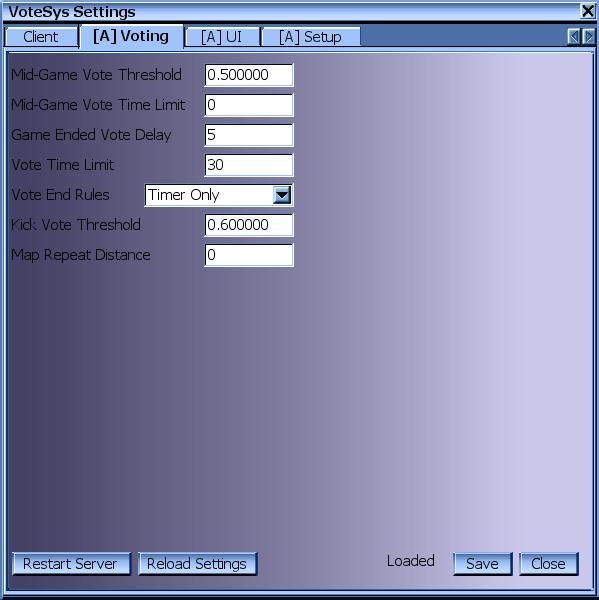 VoteSys Settings
Client [A] Voting [A] UI [A] Setup
Mid-Game Vote Threshold 0.500000
Mid-Game Vote Time Limit 0
Game Ended Vote Delay 5
Vote Time Limit 30
Vote End Rules Timer Only
Kick Vote Threshold 0.600000
Map Repeat Distance 0
Restart Server Reload Settings Loaded Save Close